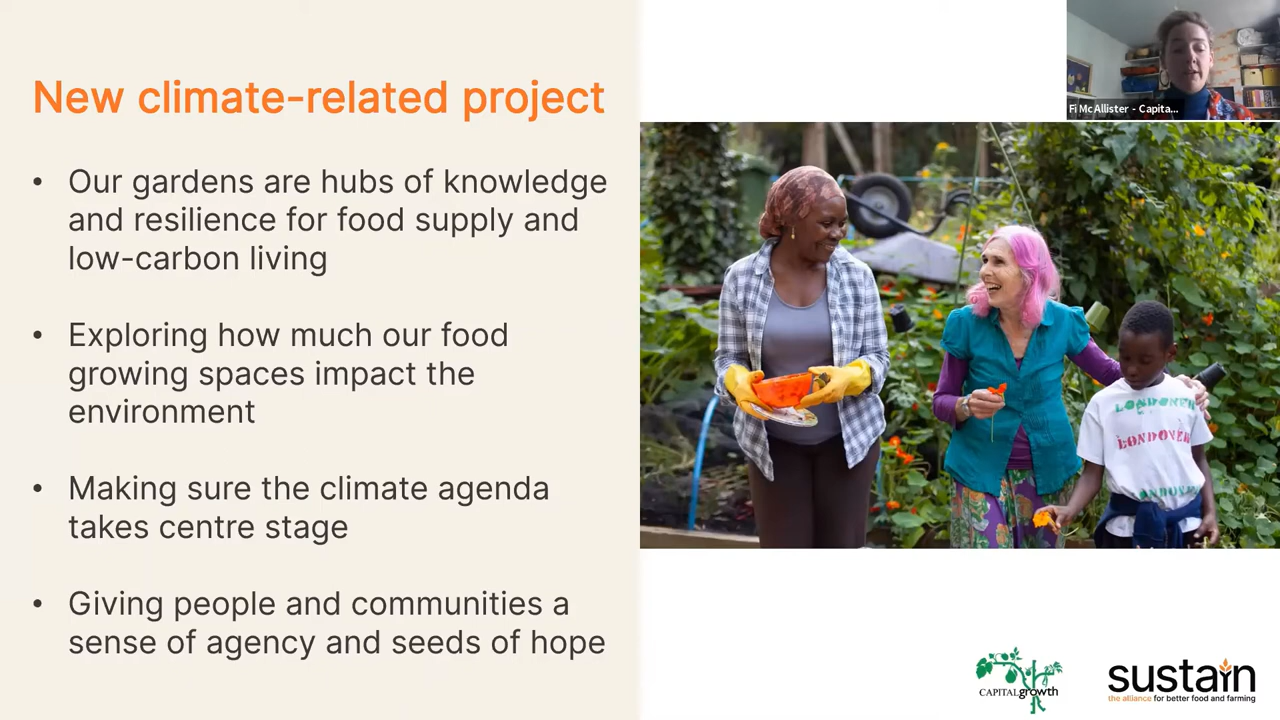 New climate-related project
• Our gardens are hubs of knowledge
and resilience for food supply and
low-carbon living
• Exploring how much our food
growing spaces impact the
environment
• Making sure the climate agenda
takes centre stage
• Giving people and communities a
sense of agency and seeds of hope
Fi McAllister - Capita...
LONDONER
LONDONER
LONDONER
CAPITALgrowth
sustain
the alliance for better food and farming